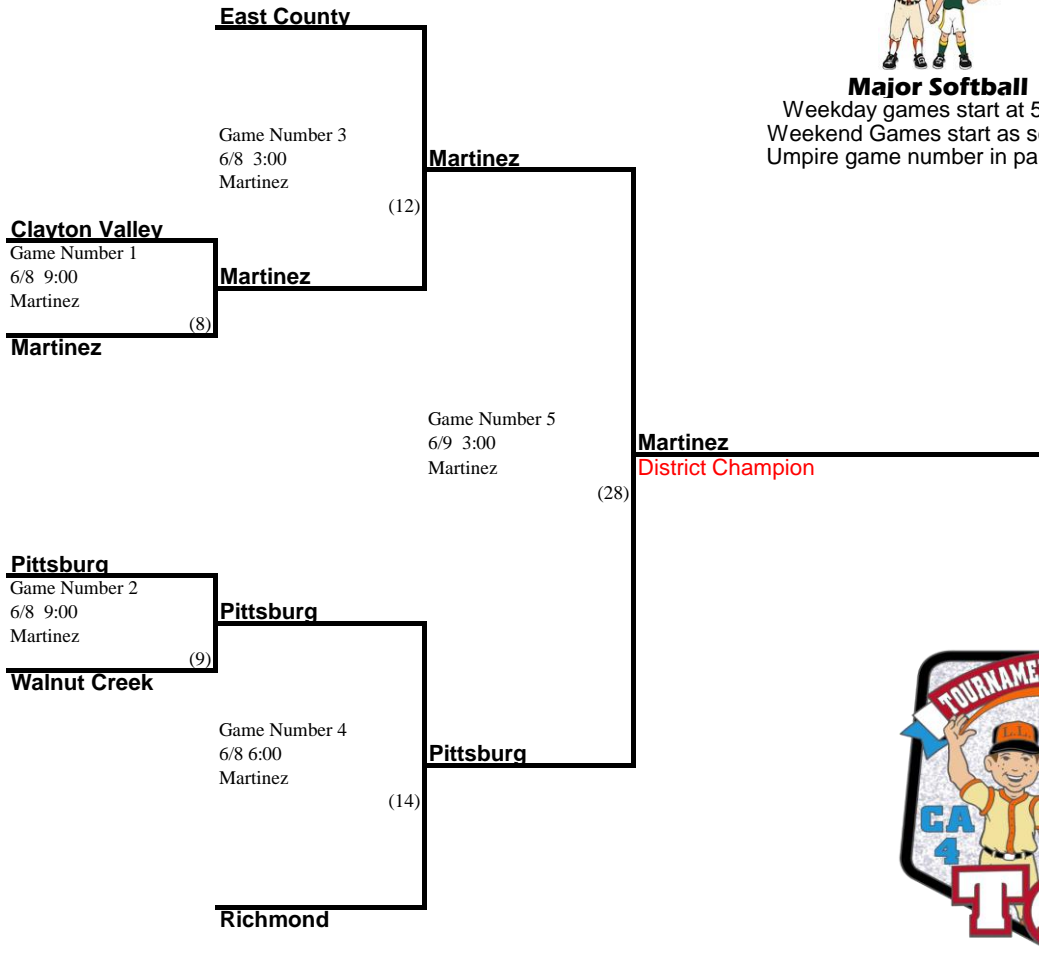 East County
Major Softball
Weekday games start at 5
Weekend Games start as s
Umpire game number in pa
Game Number 3
6/8 3:00
Martinez
(12)
Martinez
Clayton Valley
Game Number 1
6/8 9:00
Martinez
(8)
Martinez
Martinez
Game Number 5
6/9 3:00
Martinez
(28)
Martinez
District Champion
Pittsburg
Game Number 2
6/8 9:00
Martinez
(9)
Pittsburg
Walnut Creek
Game Number 4
6/8 6:00
Martinez
(14)
Pittsburg
Richmond
TOURNAME
L.L.
CA
4